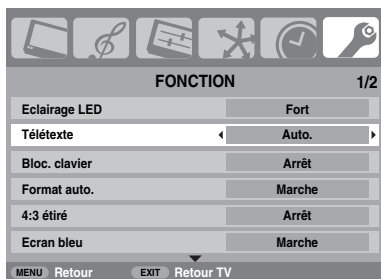 FONCTION 1/2
Eclairage LED Fort
Télétexte Auto.
Bloc. clavier Arrêt
Format auto. Marche
4:3 étiré Arrêt
Ecran bleu Marche
MENU Retour EXIT Retour TV